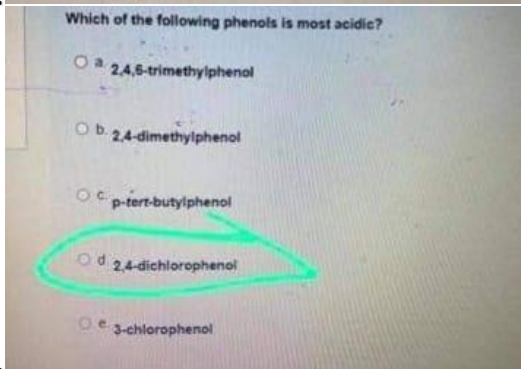 Which of the following phenols is most acidic?
a. 2,4,6-trimethylphenol
b. 2,4-dimethylphenol
c. p-tert-butylphenol
d. 2,4-dichlorophenol
e. 3-chlorophenol